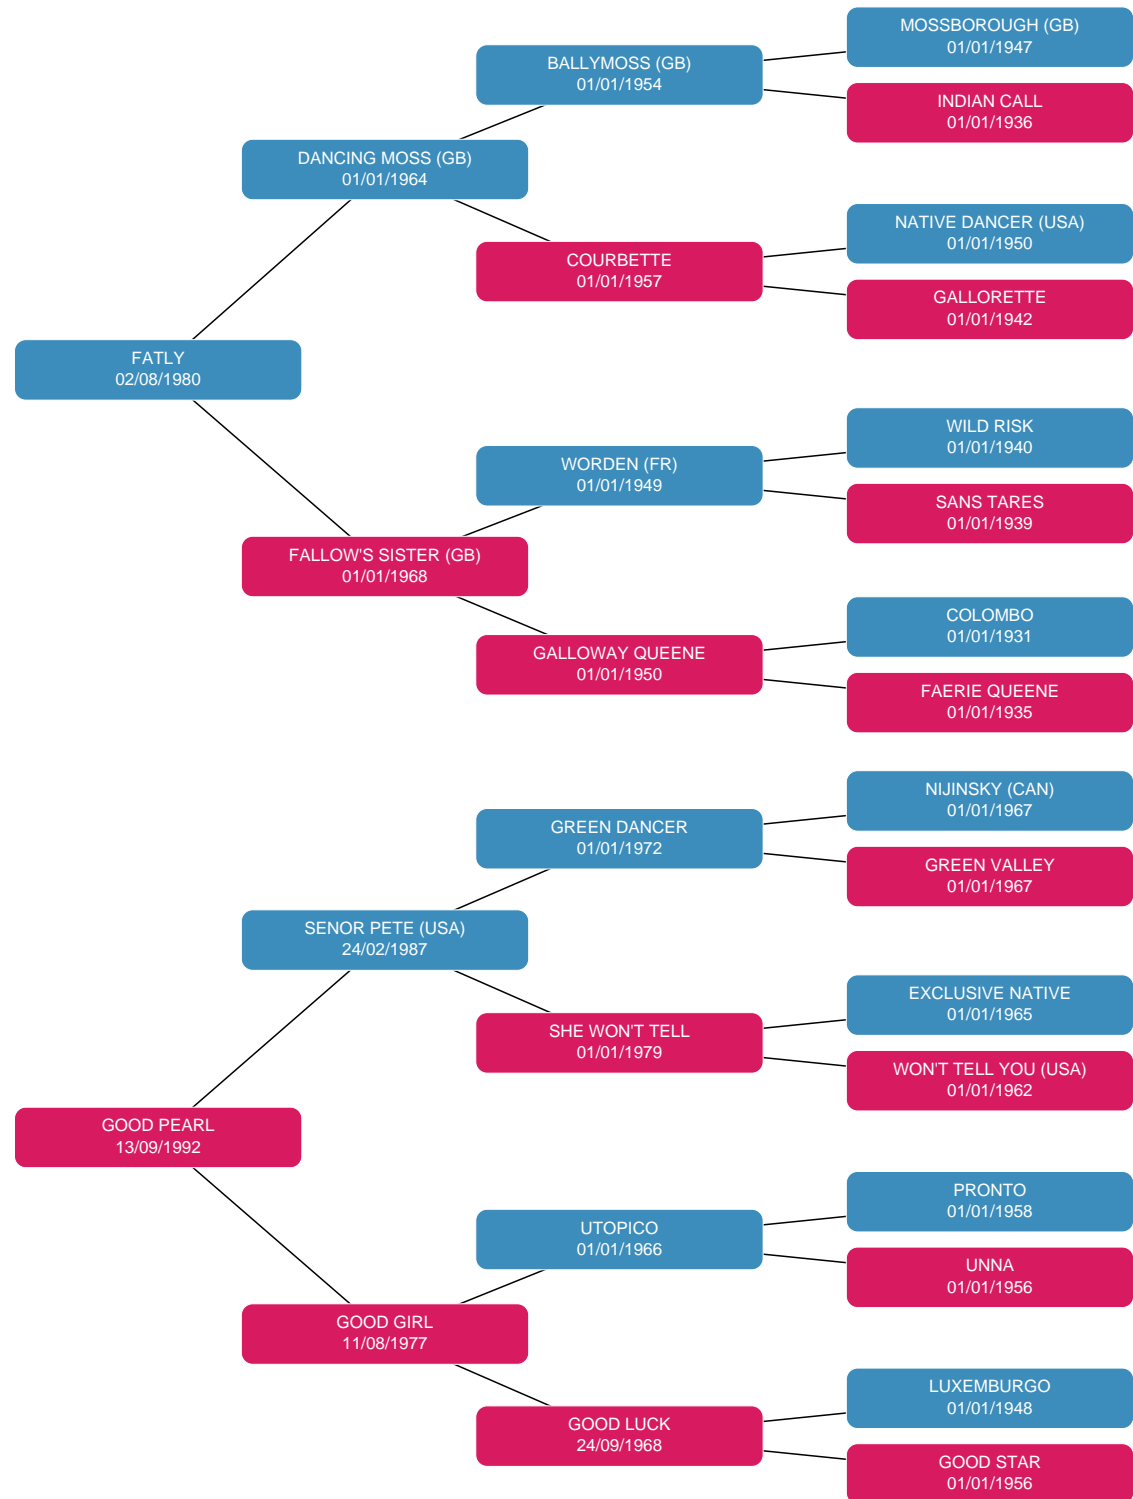 MOSSBOROUGH (GB)
01/01/1947
BALLYMOSS (GB)
01/01/1954
INDIAN CALL
01/01/1936
DANCING MOSS (GB)
01/01/1964
NATIVE DANCER (USA)
01/01/1950
COURBETTE
01/01/1957
GALLORETTE
01/01/1942
FATLY
02/08/1980
WILD RISK
01/01/1940
WORDEN (FR)
01/01/1949
SANS TARES
01/01/1939
FALLOW'S SISTER (GB)
01/01/1968
COLOMBO
01/01/1931
GALLOWAY QUEENE
01/01/1950
FAERIE QUEENE
01/01/1935
NIJINSKY (CAN)
01/01/1967
GREEN DANCER
01/01/1972
GREEN VALLEY
01/01/1967
SENOR PETE (USA)
24/02/1987
EXCLUSIVE NATIVE
01/01/1965
SHE WON'T TELL
01/01/1979
WON'T TELL YOU (USA)
01/01/1962
GOOD PEARL
13/09/1992
PRONTO
01/01/1958
UTOPICO
01/01/1966
UNNA
01/01/1956
GOOD GIRL
11/08/1977
LUXEMBURGO
01/01/1948
GOOD LUCK
24/09/1968
GOOD STAR
01/01/1956